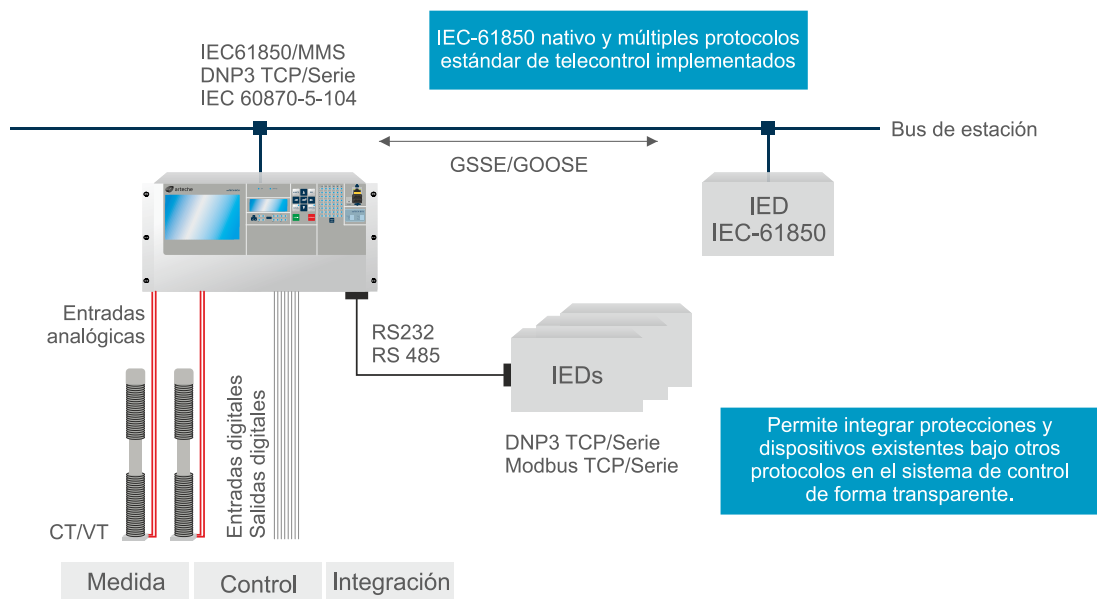 IEC-61850 nativo y múltiples protocolos
estándar de telecontrol implementados
IEC61850/MMS
DNP3 TCP/Serie
IEC 60870-5-104
Bus de estación
GSSE/GOOSE
arteche
IED
IEC-61850
Entradas
analógicas
RS232
RS 485
IEDs
Entradas digitales
Salidas digitales
DNP3 TCP/Serie
Modbus TCP/Serie
Permite integrar protecciones y
dispositivos existentes bajo otros
protocolos en el sistema de control
de forma transparente.
CT/VT
Medida
Control
Integración